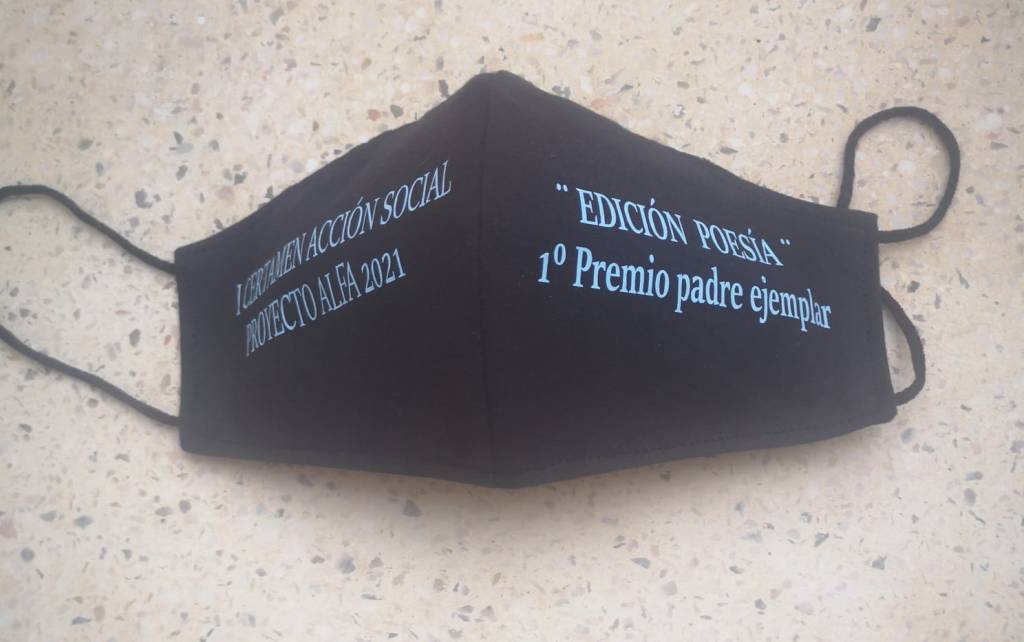 I CERTAMEN ACCIÓN SOCIAL
PROYECTO ALFA 2021
¨ EDICIÓN POESÍA ¨
1º Premio padre ejemplar